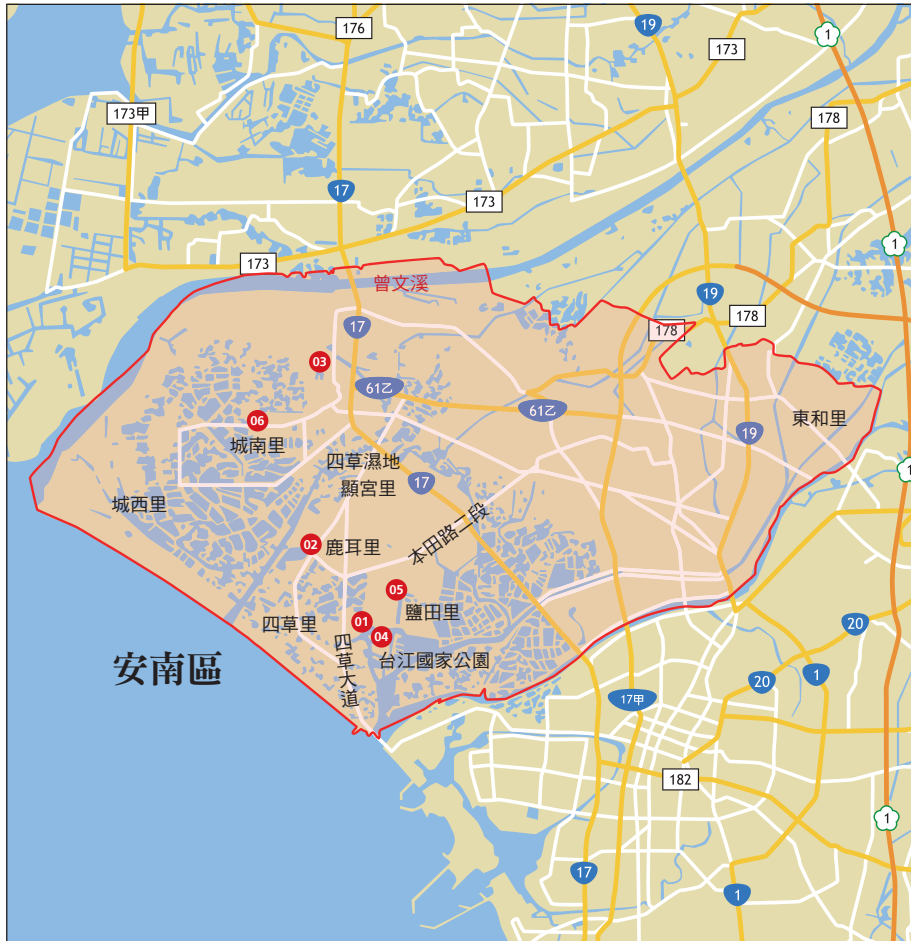 176
19
173
1
173甲
178
17
173
1
173
曾文溪
19
178
178
17
03
61乙
61乙
06
城南里
19
東和里
四草濕地
顯宮里
17
1
城西里
本田路二段
02
鹿耳里
05
鹽田里
01
四草里
04
四草大道
台江國家公園
安南區
20
20
1
17甲
182
1
17
1